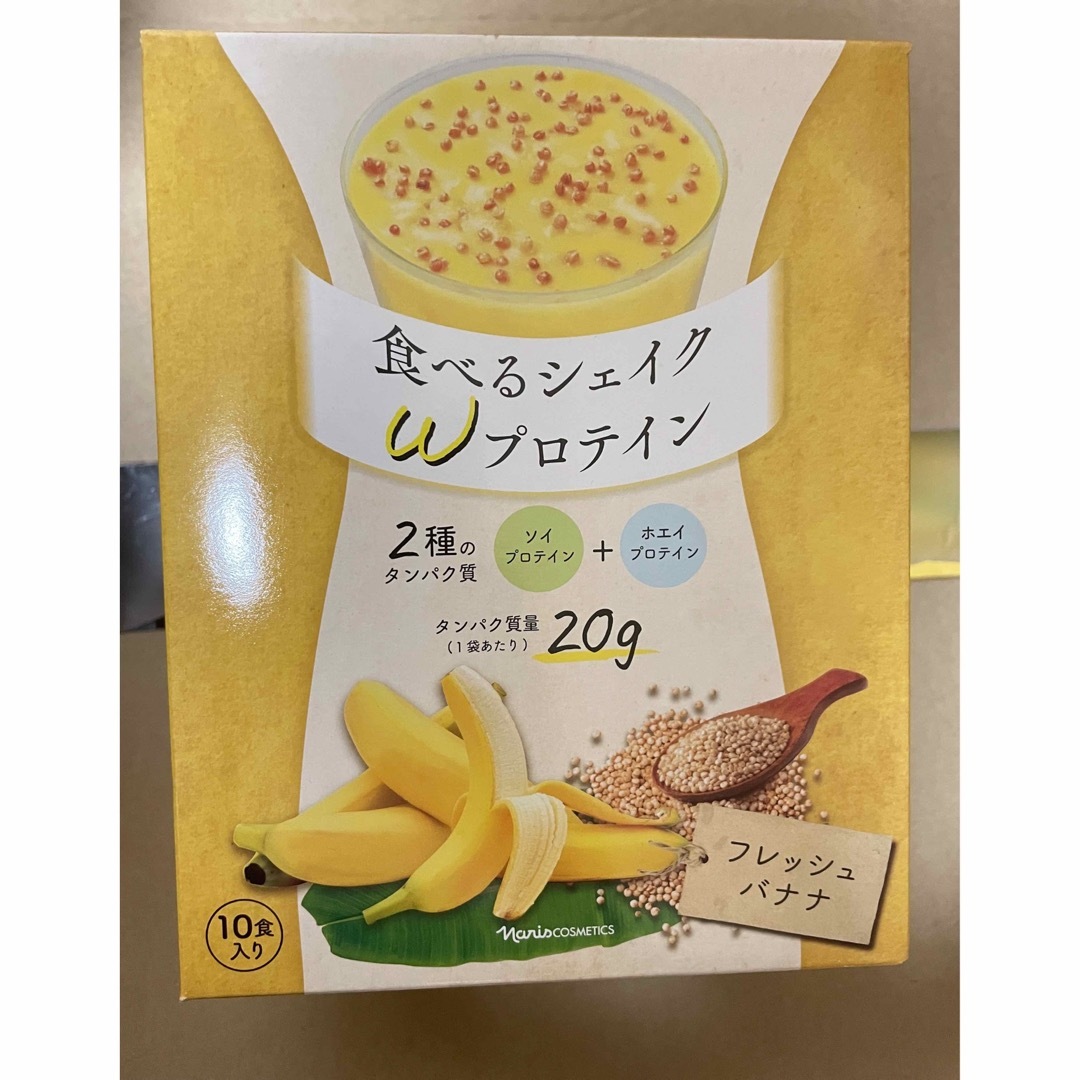 食べるシェイク
Wプロテイン
2種の
タンパク質
ソイ
プロテイン
+
ホエイ
プロテイン
タンパク質量
(1袋あたり)
20g
フレッシュ
バナナ
10食
入り
naris COSMETICS